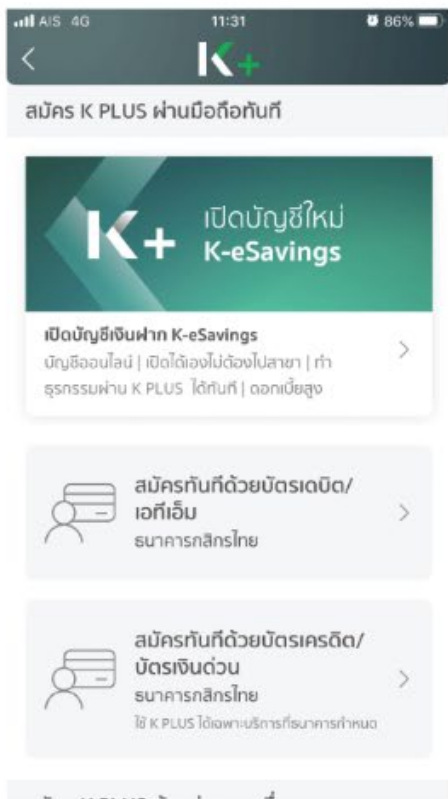 AIS 4G 11:31 86%
K+
สมัคร K PLUS ผ่านมือถือทันที
K+ เปิดบัญชีใหม่
K-eSavings
เปิดบัญชีเงินฝาก K-eSavings
บัญชีออนไลน์ | เปิดได้เองไม่ต้องไปสาขา | ทำ
ธุรกรรมผ่าน K PLUS ได้ทันที | ดอกเบี้ยสูง
สมัครทันทีด้วยบัตรเดบิต/
เอทีเอ็ม
ธนาคารกสิกรไทย
สมัครทันทีด้วยบัตรเครดิต/
บัตรเงินด่วน
ธนาคารกสิกรไทย
ใช้ K PLUS ได้เฉพาะบริการที่ธนาคารกำหนด
K PLUS